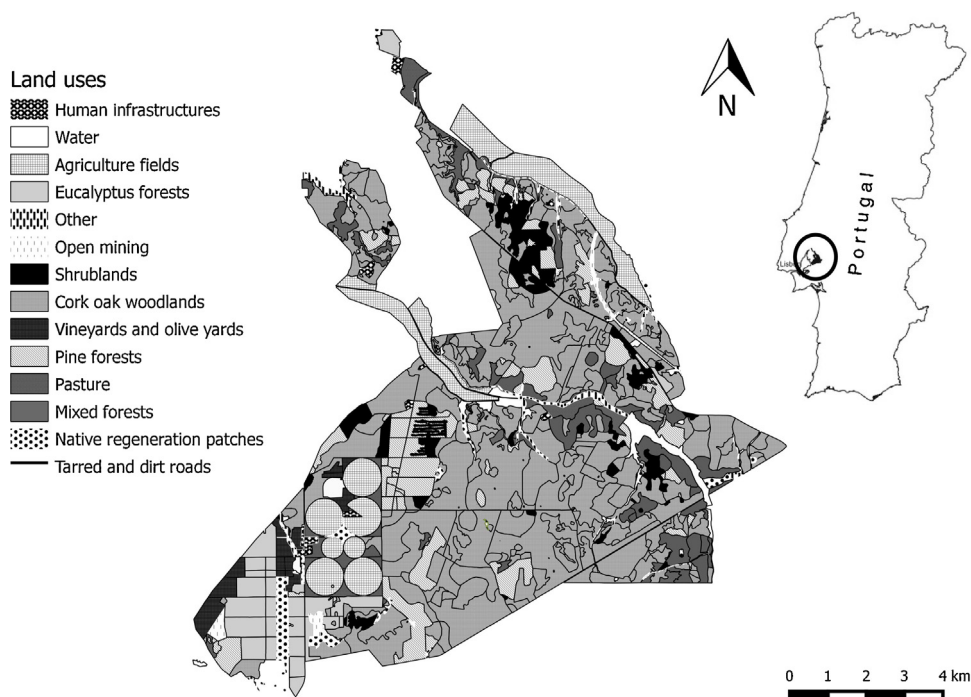 Land uses
Human infrastructures
Water
Agriculture fields
Eucalyptus forests
Other
Open mining
Shrublands
Cork oak woodlands
Vineyards and olive yards
Pine forests
Pasture
Mixed forests
Native regeneration patches
Tarred and dirt roads
N
Portugal
0 1 2 3 4 km